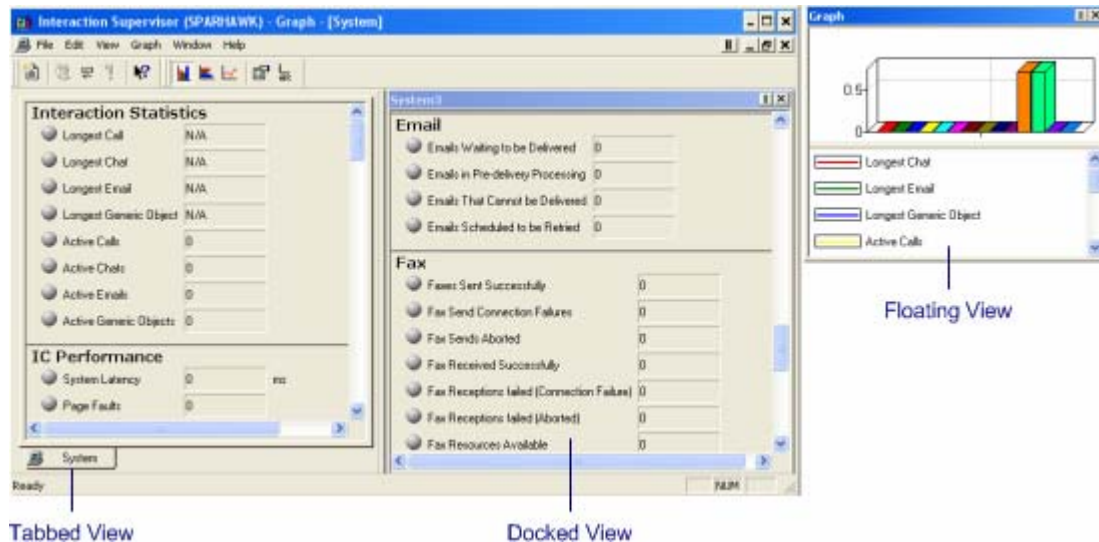 Interaction Supervisor (SPARHAWK) - Graph - [System]
File Edit View Graph Window Help
Interaction Statistics
Longest Call N/A
Longest Chat N/A
Longest Email N/A
Longest Generic Object N/A
Active Calls 0
Active Chats 0
Active Emails 0
Active Generic Objects 0
IC Performance
System Latency 0 ms
Page Faults 0
System
Ready
NUM
System3
Email
Emails Waiting to be Delivered 0
Emails in Pre-delivery Processing 0
Emails That Cannot be Delivered 0
Emails Scheduled to be Retried 0
Fax
Faxes Sent Successfully 0
Fax Send Connection Failures 0
Fax Sends Aborted 0
Fax Received Successfully 0
Fax Receptions failed (Connection Failure) 0
Fax Receptions failed (Aborted) 0
Fax Resources Available 0
Graph
0.5
0
Longest Chat
Longest Email
Longest Generic Object
Active Calls
Floating View
Tabbed View
Docked View